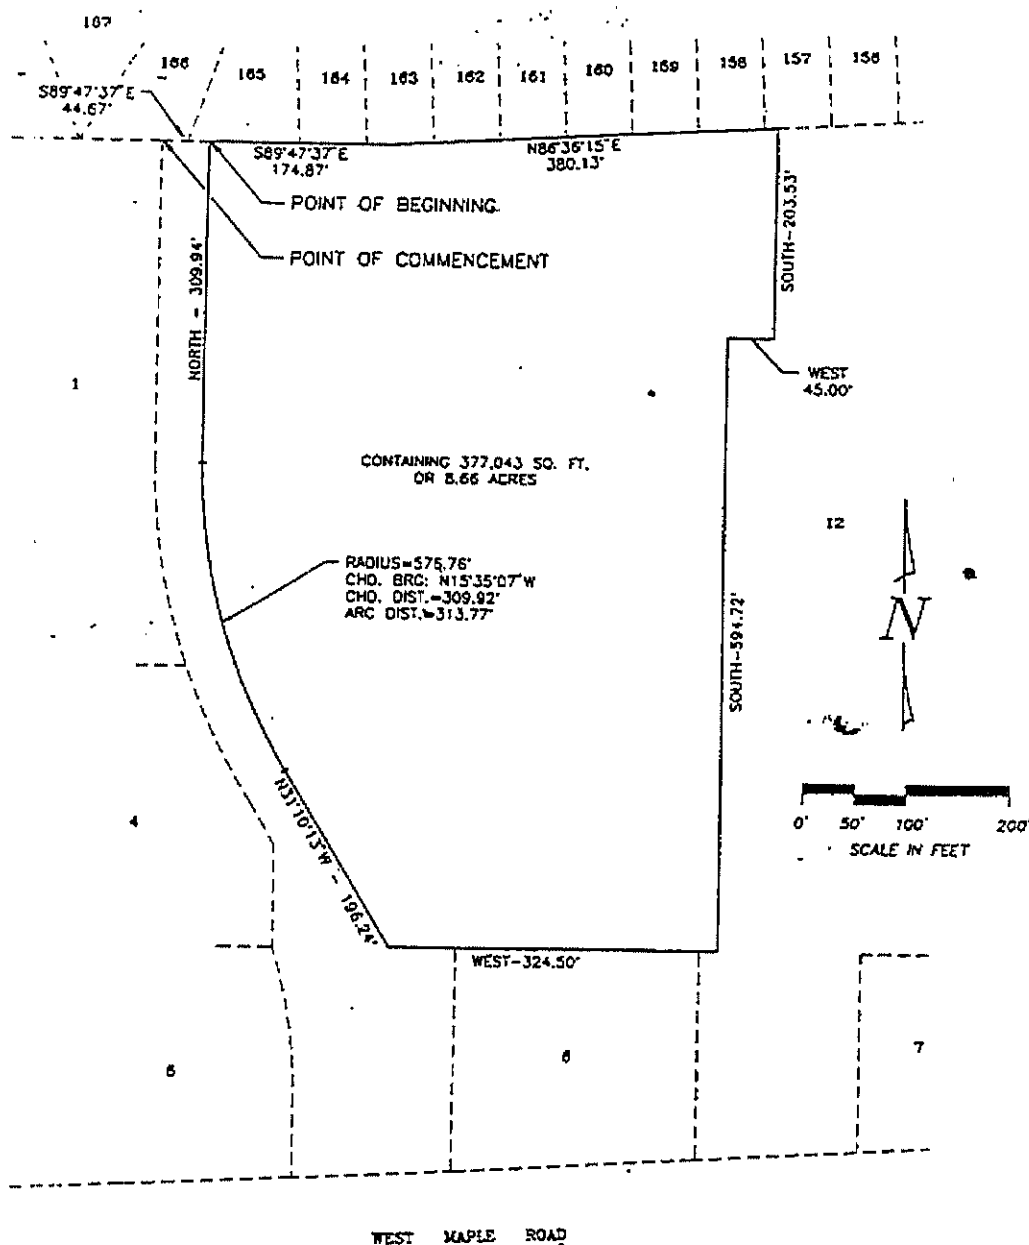 167
166
165
164
163
162
161
160
159
158
157
156
S89°47'37"E
44.67'
S89°47'37"E
174.87'
N86°36'15"E
380.13'
POINT OF BEGINNING
POINT OF COMMENCEMENT
NORTH - 309.94'
SOUTH-203.53'
1
WEST
45.00'
CONTAINING 377,043 SQ. FT.
OR 8.66 ACRES
12
RADIUS=576.76'
CHD. BRG: N15°35'07"W
CHD. DIST.=309.92'
ARC DIST.=313.77'
N
SOUTH-594.72'
4
N31°10'13"W - 196.24'
0' 50' 100' 200'
SCALE IN FEET
WEST-324.50'
5
6
7
WEST MAPLE ROAD